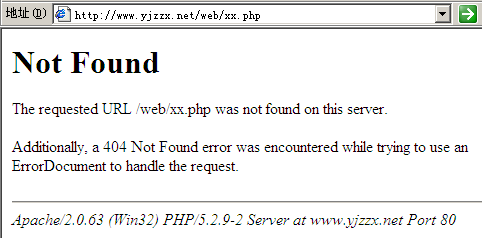 地址(D) http://www.yjzzx.net/web/xx.php
Not Found
The requested URL /web/xx.php was not found on this server.
Additionally, a 404 Not Found error was encountered while trying to use an
ErrorDocument to handle the request.
Apache/2.0.63 (Win32) PHP/5.2.9-2 Server at www.yjzzx.net Port 80